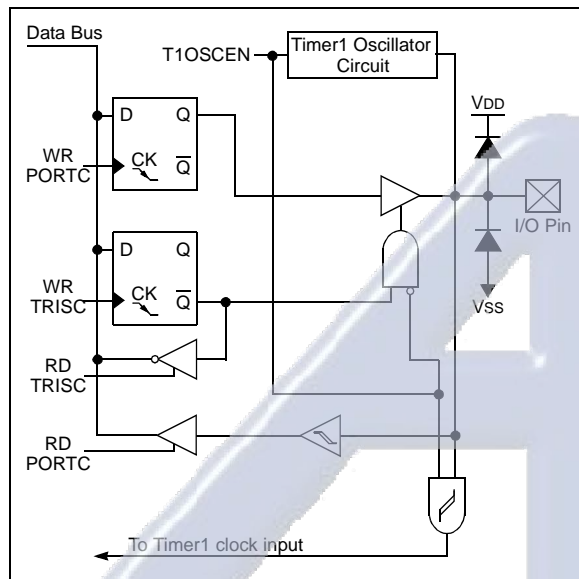 Data Bus
T1OSCEN
Timer1 Oscillator
Circuit
VDD
D
Q
WR
PORTC
CK
Q
I/O Pin
D
Q
WR
TRISC
CK
Q
VSS
RD
TRISC
RD
PORTC
To Timer1 clock input